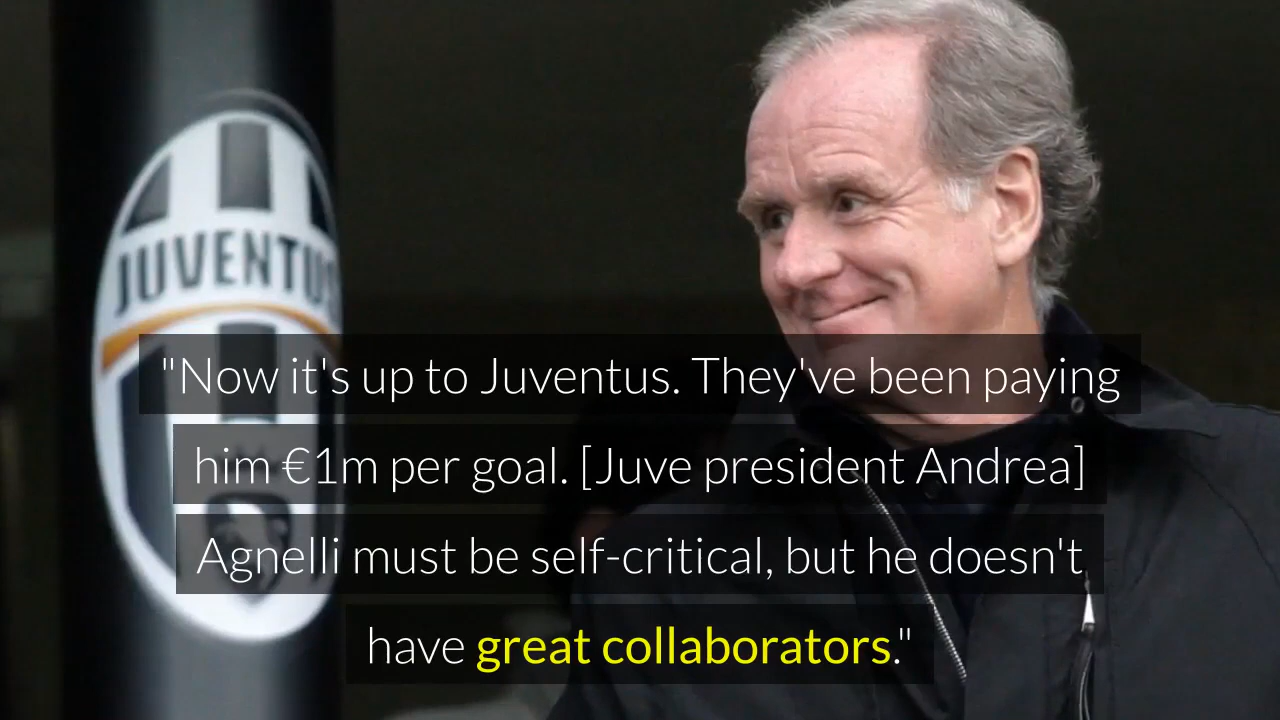 JUVENTUS
"Now it's up to Juventus. They've been paying
him €1m per goal. [Juve president Andrea]
Agnelli must be self-critical, but he doesn't
have great collaborators."